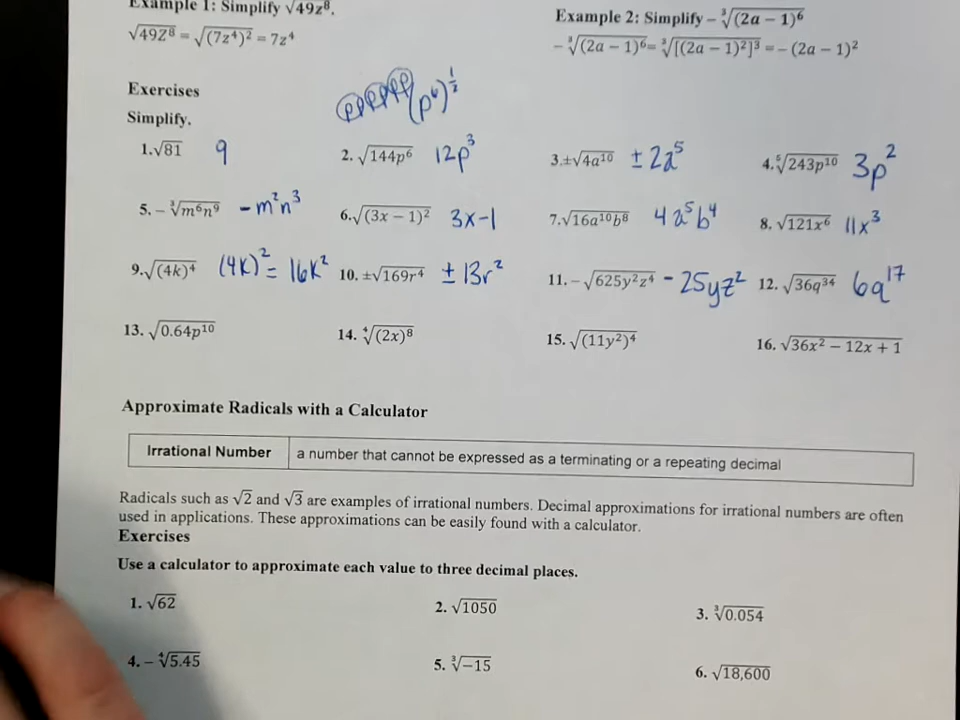 Example 1: Simplify √49z⁸.
√49Z⁸ = √(7z⁴)² = 7z⁴
Example 2: Simplify – ∛(2a – 1)⁶
– ∛(2a – 1)⁶ = ∛[(2a – 1)²]³ = – (2a – 1)²
Exercises
(p⁶)^½
Simplify.
1. √81 9
2. √144p⁶ 12p³
3. ±√4a¹⁰ ± 2a⁵
4. ⁵√243p¹⁰ 3p²
5. – ∛m⁶n⁹ -m²n³
6. √(3x – 1)² 3x-1
7. √16a¹⁰b⁸ 4a⁵b⁴
8. √121x⁶ 11x³
9. √(4k)⁴ (4k)² = 16k²
10. ±√169r⁴ ± 13r²
11. – √625y²z⁴ - 25yz²
12. √36q³⁴ 6q¹⁷
13. √0.64p¹⁰
14. ⁴√(2x)⁸
15. √(11y²)⁴
16. √36x² – 12x + 1
Approximate Radicals with a Calculator
Irrational Number a number that cannot be expressed as a terminating or a repeating decimal
Radicals such as √2 and √3 are examples of irrational numbers. Decimal approximations for irrational numbers are often
used in applications. These approximations can be easily found with a calculator.
Exercises
Use a calculator to approximate each value to three decimal places.
1. √62
2. √1050
3. ∛0.054
4. – ⁴√5.45
5. ∛–15
6. √18,600